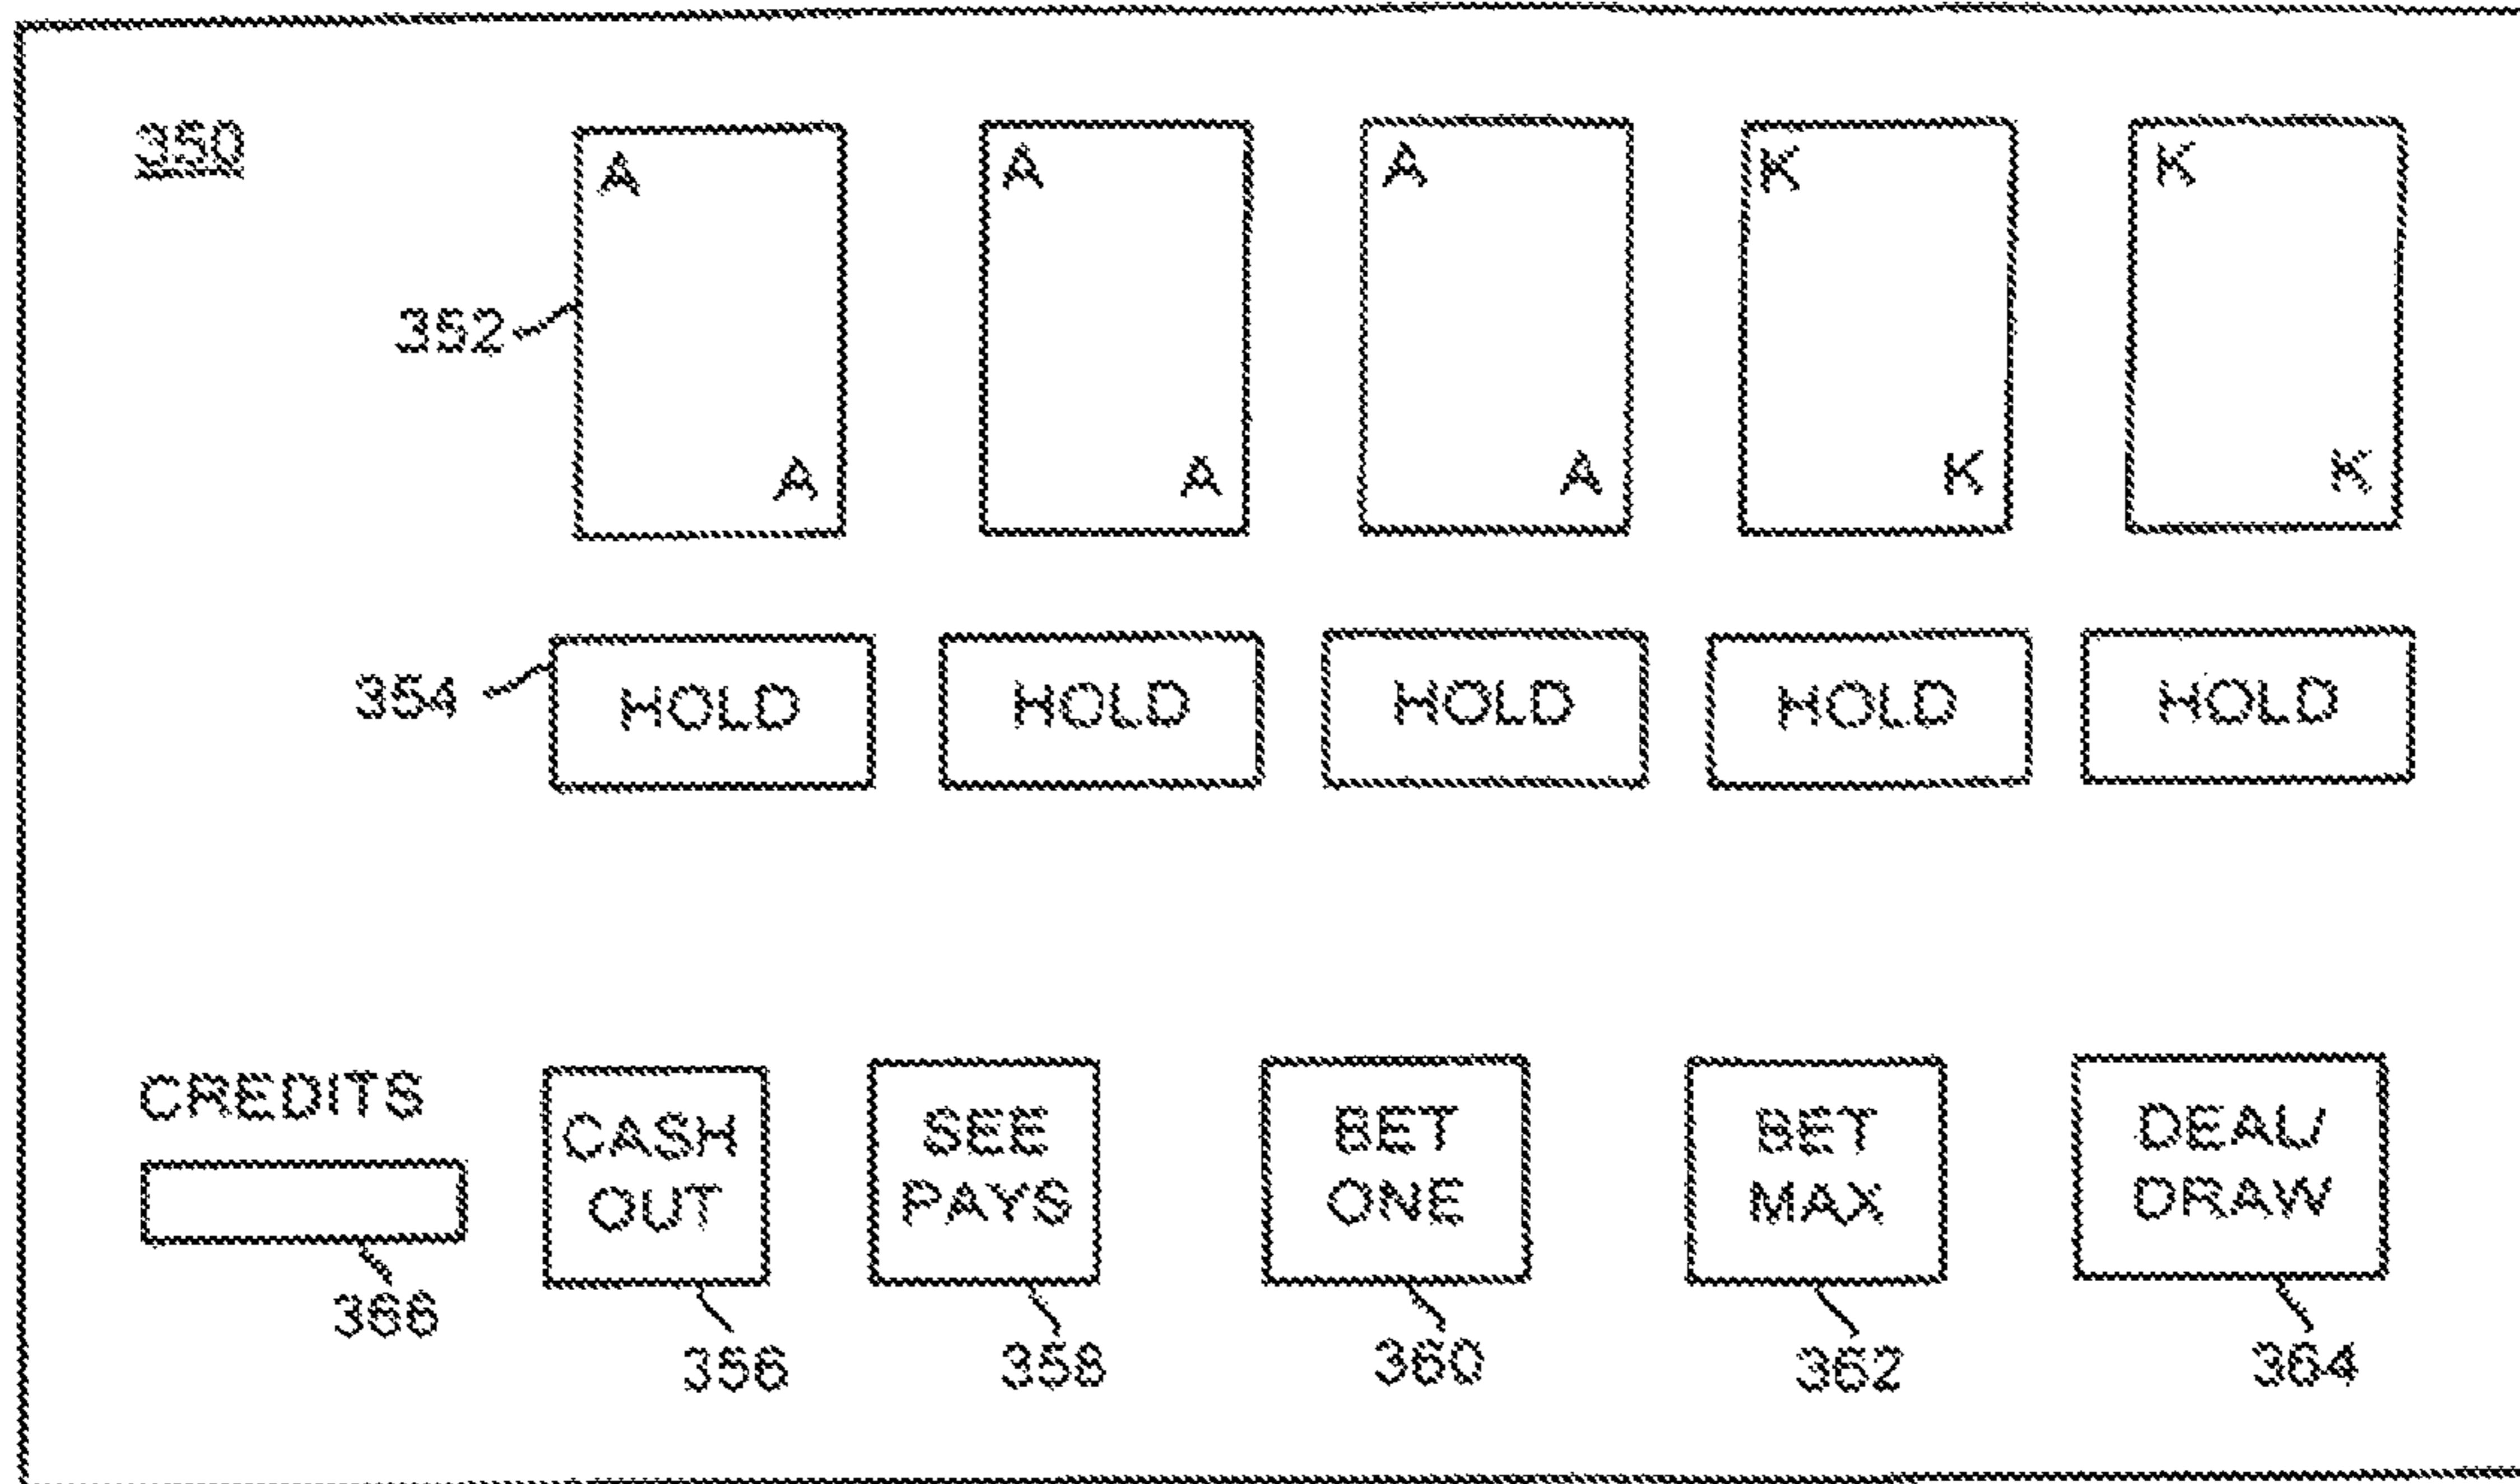 350
A A A K K
352
A A A K K
354 HOLD HOLD HOLD HOLD HOLD
CREDITS
CASH OUT
SEE PAYS
BET ONE
BET MAX
DEAL/ DRAW
366 356 358 360 362 364